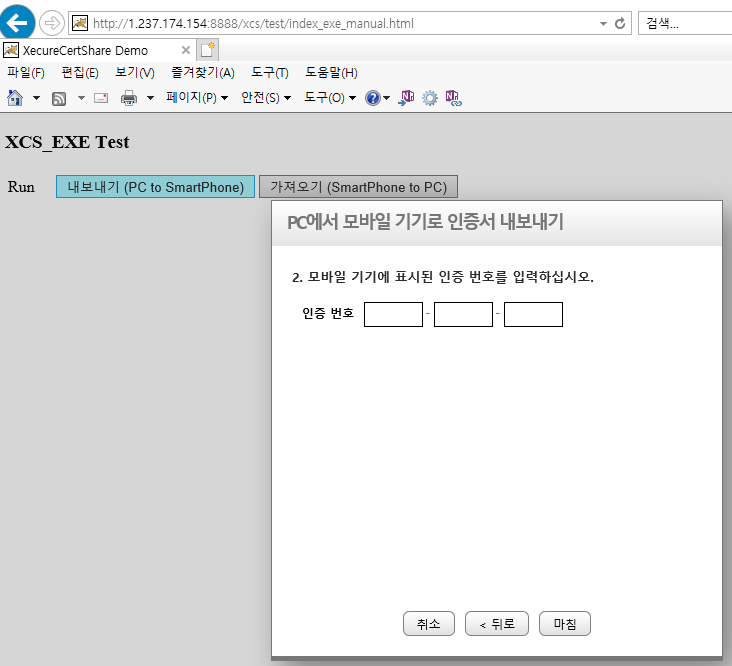 http://1.237.174.154:8888/xcs/test/index_exe_manual.html 검색...
XecureCertShare Demo
파일(F) 편집(E) 보기(V) 즐겨찾기(A) 도구(T) 도움말(H)
페이지(P) 안전(S) 도구(O)
XCS_EXE Test
Run 내보내기 (PC to SmartPhone) 가져오기 (SmartPhone to PC)
PC에서 모바일 기기로 인증서 내보내기
2. 모바일 기기에 표시된 인증 번호를 입력하십시오.
인증 번호 - -
취소 < 뒤로 마침